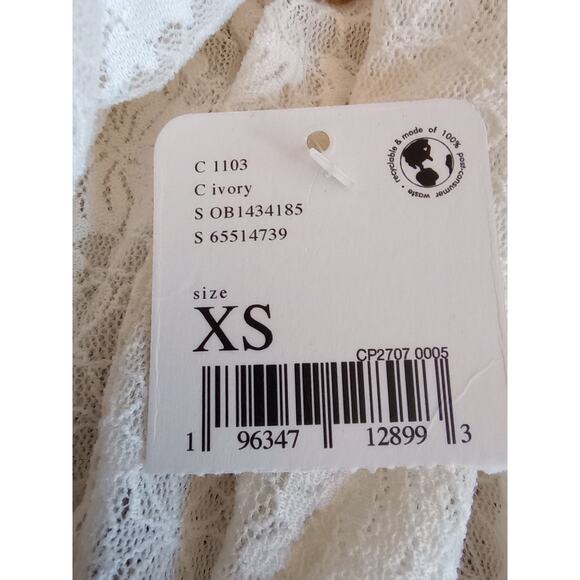 C 1103
C ivory
S OB1434185
S 65514739
recyclable & made of 100% post-consumer waste •
size
XS
CP2707 0005
1 96347 12899 3